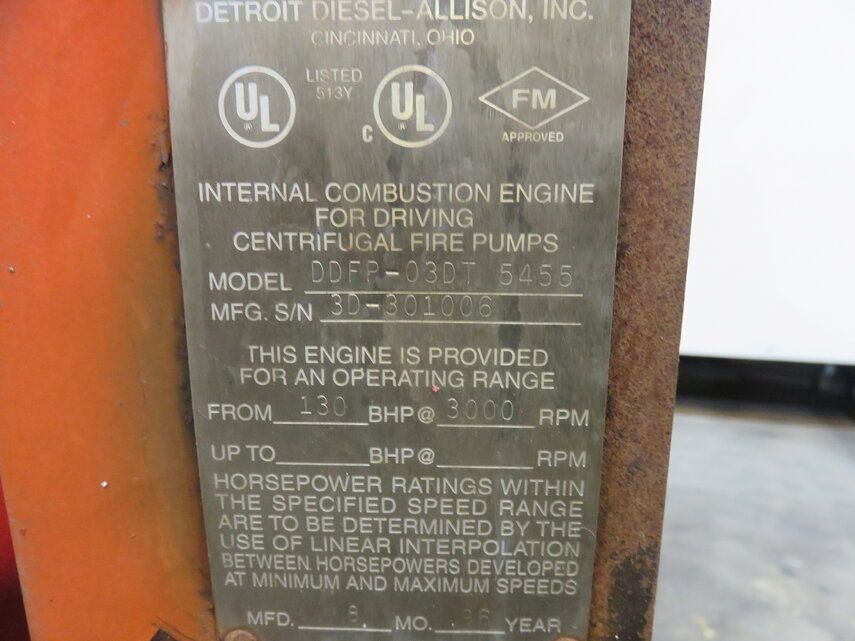 DETROIT DIESEL-ALLISON, INC.
CINCINNATI, OHIO
UL LISTED 513Y C UL FM
APPROVED
INTERNAL COMBUSTION ENGINE
FOR DRIVING
CENTRIFUGAL FIRE PUMPS
MODEL DDFP-03DT 5455
MFG. S/N 3D-301006
THIS ENGINE IS PROVIDED
FOR AN OPERATING RANGE
FROM 130 BHP@ 3000 RPM
UP TO BHP@ RPM
HORSEPOWER RATINGS WITHIN
THE SPECIFIED SPEED RANGE
ARE TO BE DETERMINED BY THE
USE OF LINEAR INTERPOLATION
BETWEEN HORSEPOWERS DEVELOPED
AT MINIMUM AND MAXIMUM SPEEDS
MFD. 8 MO. 96 YEAR